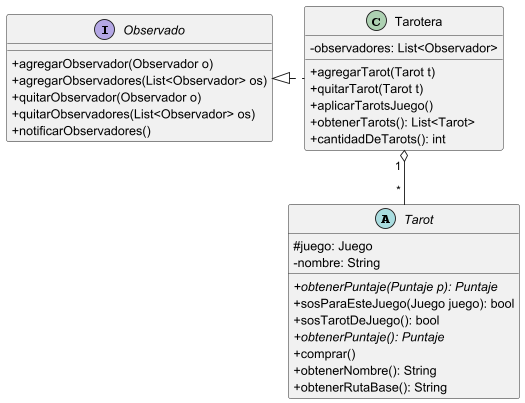 I Observado
+agregarObservador(Observador o)
+agregarObservadores(List<Observador> os)
+quitarObservador(Observador o)
+quitarObservadores(List<Observador> os)
+notificarObservadores()
C Tarotera
-observadores: List<Observador>
+agregarTarot(Tarot t)
+quitarTarot(Tarot t)
+aplicarTarotsJuego()
+obtenerTarots(): List<Tarot>
+cantidadDeTarots(): int
1
*
A Tarot
#juego: Juego
-nombre: String
+obtenerPuntaje(Puntaje p): Puntaje
+sosParaEsteJuego(Juego juego): bool
+sosTarotDeJuego(): bool
+obtenerPuntaje(): Puntaje
+comprar()
+obtenerNombre(): String
+obtenerRutaBase(): String